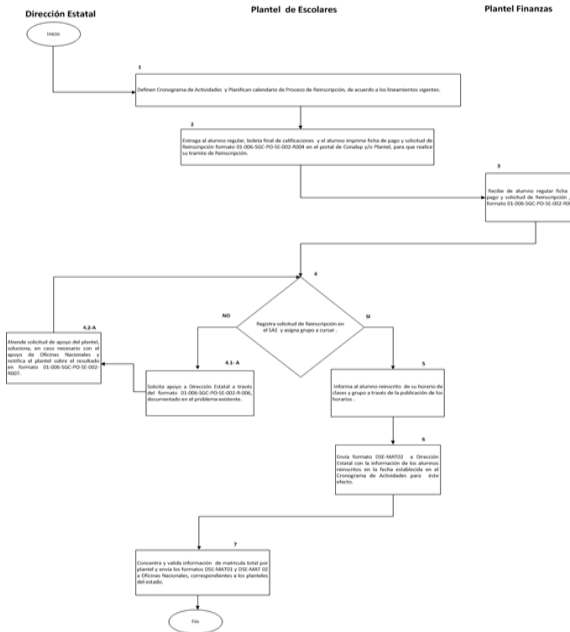 Dirección Estatal
Plantel de Escolares
Plantel Finanzas
Inicio
1
Definen Cronograma de Actividades y Planifican calendario de Proceso de Reinscripción, de acuerdo a los lineamientos vigentes.
2
Entrega al alumno regular, boleta final de calificaciones y el alumno imprime ficha de pago y solicitud de
Reinscripción formato 01-006-SGC-PO-SE-002-R004 en el portal de Conalep y/o Plantel, para que realice
su tramite de Reinscripción.
3
Recibe de alumno regular ficha
pago y solicitud de Reinscripción ,
formato 01-006-SGC-PO-SE-002-R00
4
Registra solicitud de Reinscripción en
el SAE y asigna grupo a cursar .
NO
SI
4.2-A
Atiende solicitud de apoyo del plantel,
soluciona, en caso necesario con el
apoyo de Oficinas Nacionales y
notifica al plantel sobre el resultado
en formato 01-006-SGC-PO-SE-002-
R007.
4.1-A
Solicita apoyo a Dirección Estatal a través
del formato 01-006-SGC-PO-SE-002-R-006,
documentado en el problema existente.
5
Informa al alumno reinscrito de su horario de
clases y grupo a través de la publicación de los
horarios .
6
Envía formato DSE-MAT02 a Dirección
Estatal con la información de los alumnos
reinscritos en la fecha establecida en el
Cronograma de Actividades para este
efecto.
7
Concentra y valida información de matrícula total por
plantel y envía los formatos DSE-MAT01 y DSE-MAT 02
a Oficinas Nacionales, correspondientes a los planteles
del estado.
Fin